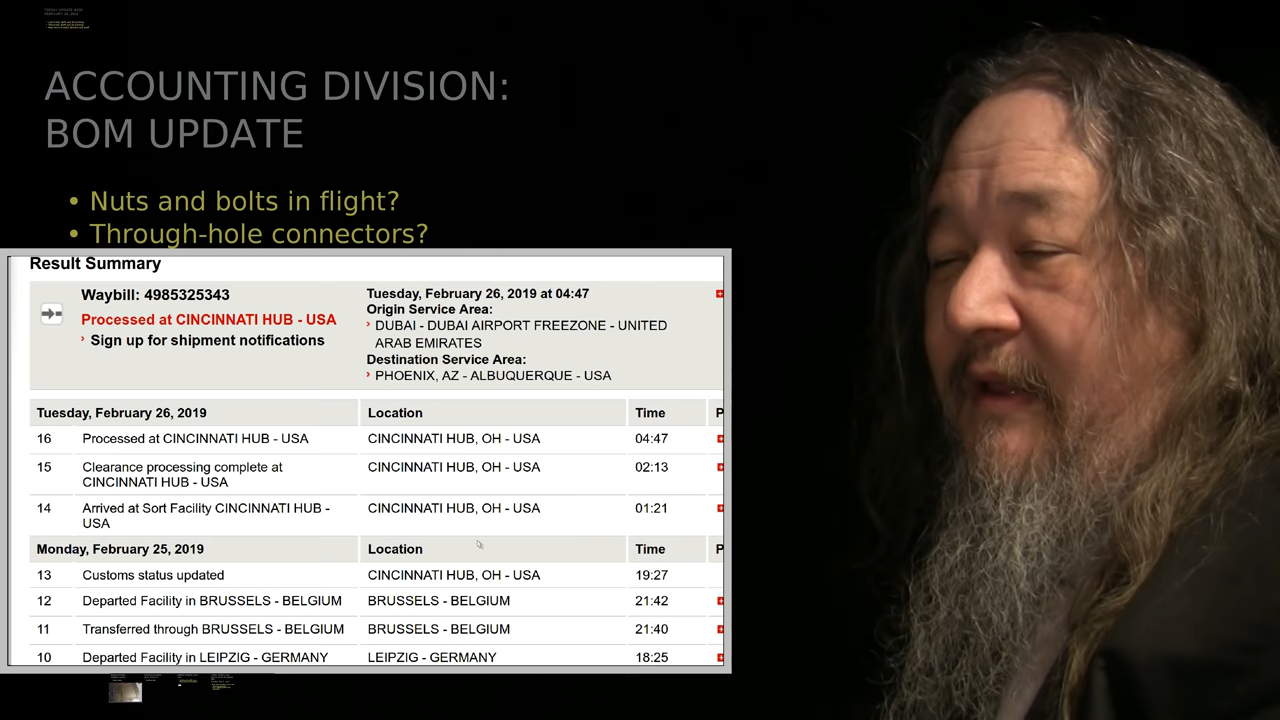 TUESDAY UPDATE
FEBRUARY 26, 2019
ACCOUNTING DIVISION:
BOM UPDATE
• Nuts and bolts in flight?
• Through-hole connectors?
Result Summary
Waybill: 4985325343
Processed at CINCINNATI HUB - USA
Sign up for shipment notifications
Tuesday, February 26, 2019 at 04:47
Origin Service Area:
DUBAI - DUBAI AIRPORT FREEZONE - UNITED
ARAB EMIRATES
Destination Service Area:
PHOENIX, AZ - ALBUQUERQUE - USA
Tuesday, February 26, 2019 Location Time P
16 Processed at CINCINNATI HUB - USA CINCINNATI HUB, OH - USA 04:47
15 Clearance processing complete at CINCINNATI HUB, OH - USA 02:13
CINCINNATI HUB - USA
14 Arrived at Sort Facility CINCINNATI HUB - CINCINNATI HUB, OH - USA 01:21
USA
Monday, February 25, 2019 Location Time P
13 Customs status updated CINCINNATI HUB, OH - USA 19:27
12 Departed Facility in BRUSSELS - BELGIUM BRUSSELS - BELGIUM 21:42
11 Transferred through BRUSSELS - BELGIUM BRUSSELS - BELGIUM 21:40
10 Departed Facility in LEIPZIG - GERMANY LEIPZIG - GERMANY 18:25